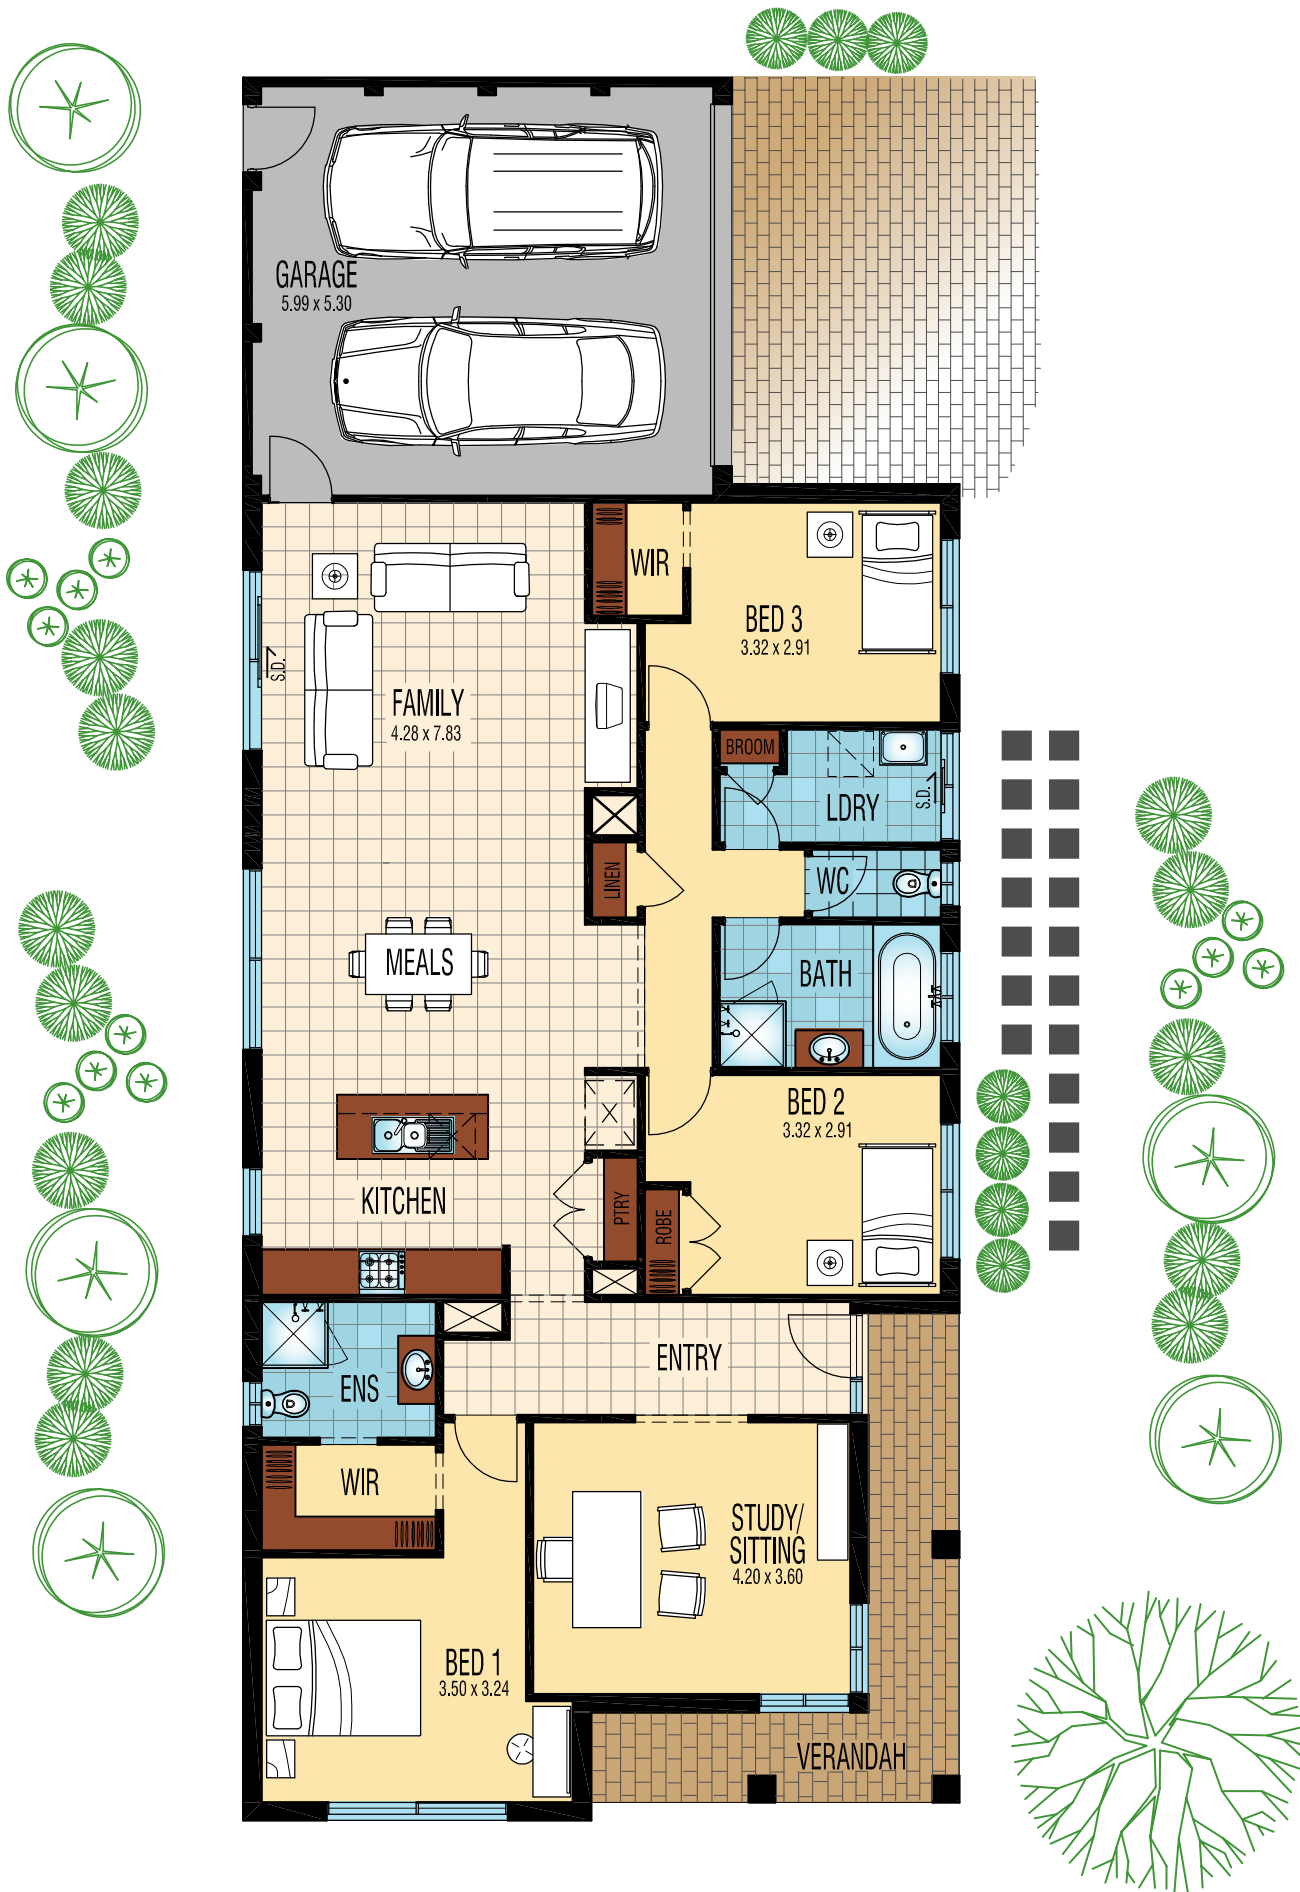 GARAGE
5.99 x 5.30
WIR
BED 3
3.32 x 2.91
S.D.
FAMILY
4.28 x 7.83
BROOM
LDRY
S.D.
LINEN
WC
MEALS
BATH
BED 2
3.32 x 2.91
KITCHEN
PTRY
ROBE
ENTRY
ENS
WIR
STUDY/
SITTING
4.20 x 3.60
BED 1
3.50 x 3.24
VERANDAH